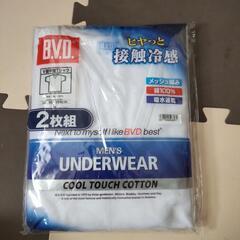 B.V.D.
ヒヤっと
接触冷感
メッシュ編み
綿100%
吸水速乾
2枚組
Next to myself I like BVD best
MEN'S
UNDERWEAR
COOL TOUCH COTTON